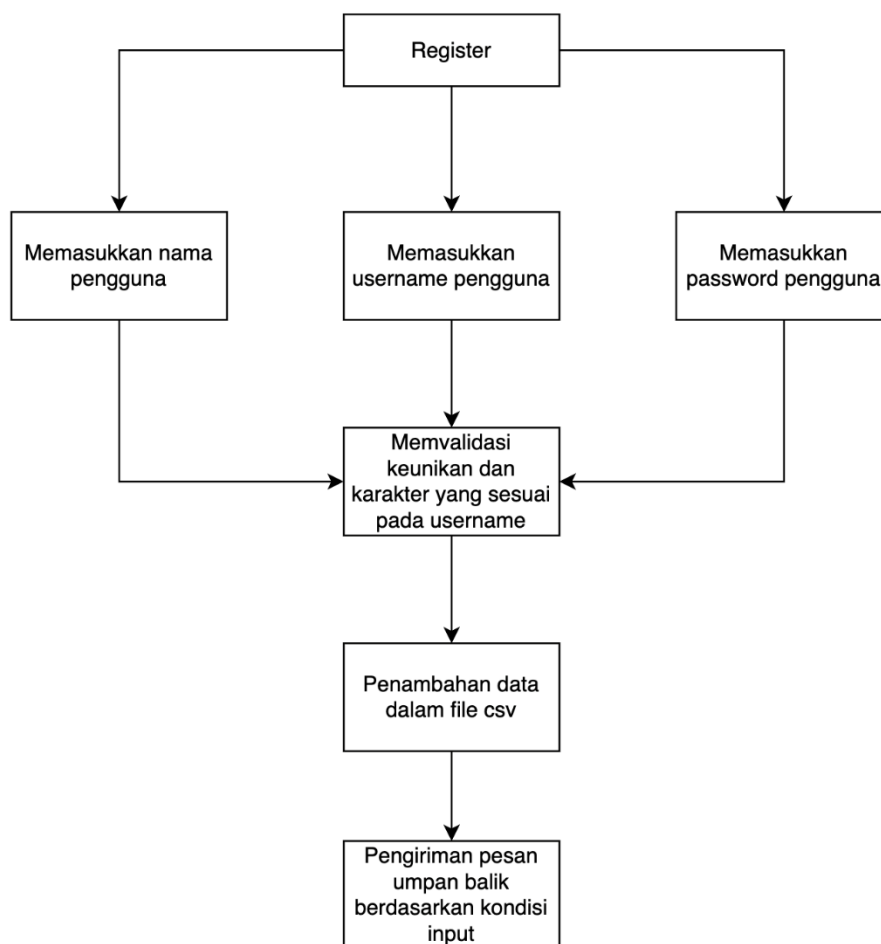 Register
Memasukkan nama
pengguna
Memasukkan
username pengguna
Memasukkan
password pengguna
Memvalidasi
keunikan dan
karakter yang sesuai
pada username
Penambahan data
dalam file csv
Pengiriman pesan
umpan balik
berdasarkan kondisi
input